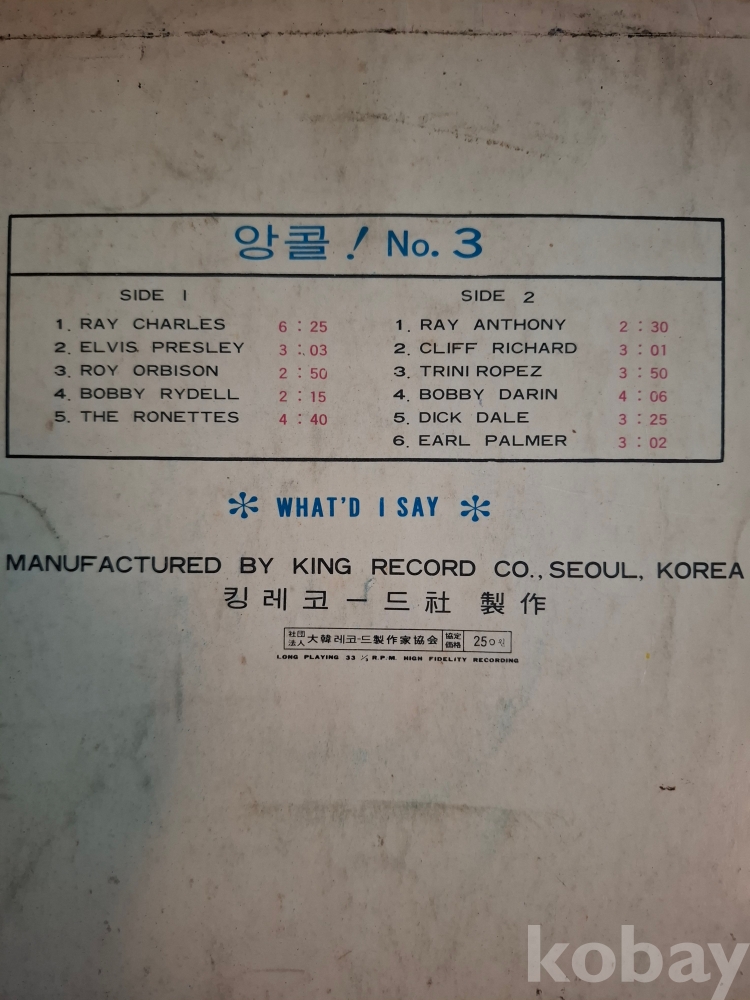 앙콜! No. 3
SIDE 1
1. RAY CHARLES 6 : 25
2. ELVIS PRESLEY 3 : 03
3. ROY ORBISON 2 : 50
4. BOBBY RYDELL 2 : 15
5. THE RONETTES 4 : 40
SIDE 2
1. RAY ANTHONY 2 : 30
2. CLIFF RICHARD 3 : 01
3. TRINI ROPEZ 3 : 50
4. BOBBY DARIN 4 : 06
5. DICK DALE 3 : 25
6. EARL PALMER 3 : 02
* WHAT'D I SAY *
MANUFACTURED BY KING RECORD CO., SEOUL, KOREA
킹레코ー드社 製作
社団法人 大韓레코-드製作家協会 協定価格 250원
LONG PLAYING 33 ⅓ R.P.M. HIGH FIDELITY RECORDING
kobay